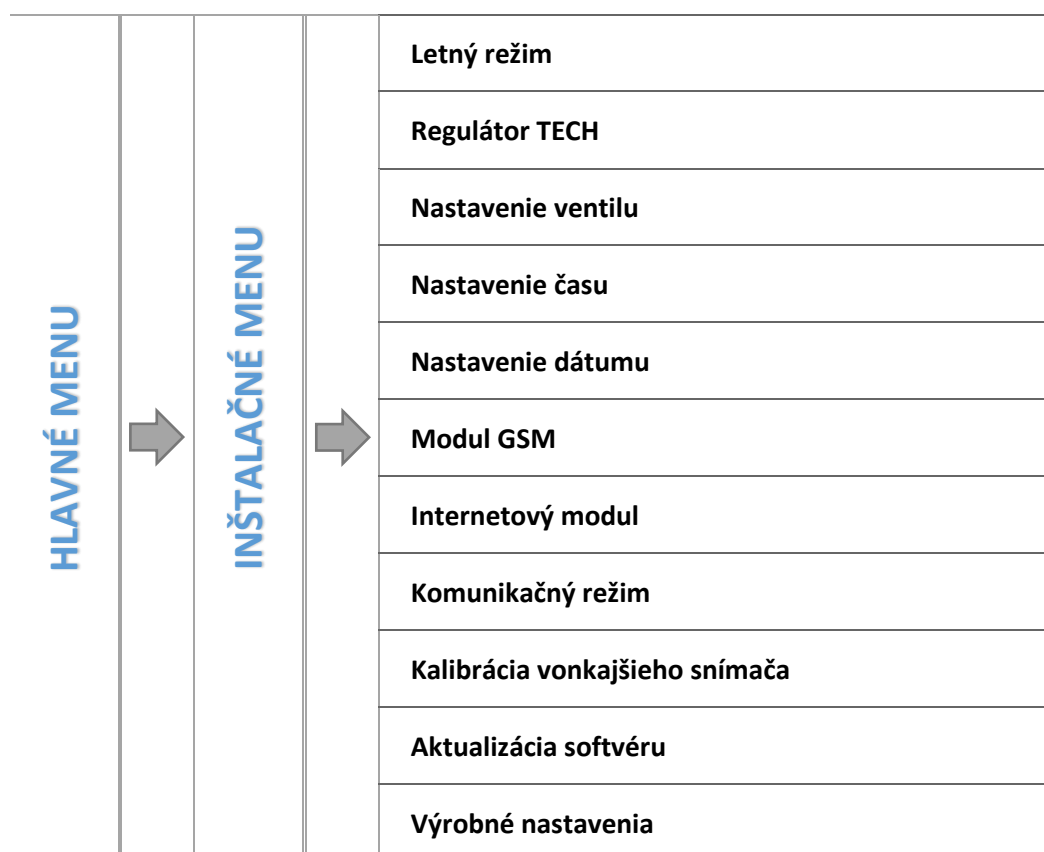 HLAVNÉ MENU
INŠTALAČNÉ MENU
Letný režim
Regulátor TECH
Nastavenie ventilu
Nastavenie času
Nastavenie dátumu
Modul GSM
Internetový modul
Komunikačný režim
Kalibrácia vonkajšieho snímača
Aktualizácia softvéru
Výrobné nastavenia